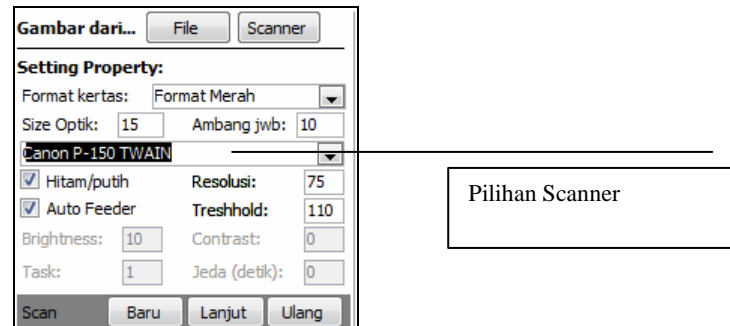 Gambar dari... File Scanner
Setting Property:
Format kertas: Format Merah
Size Optik: 15 Ambang jwb: 10
Canon P-150 TWAIN
Hitam/putih Resolusi: 75
Auto Feeder Treshhold: 110
Brightness: 10 Contrast: 0
Task: 1 Jeda (detik): 0
Scan Baru Lanjut Ulang
Pilihan Scanner